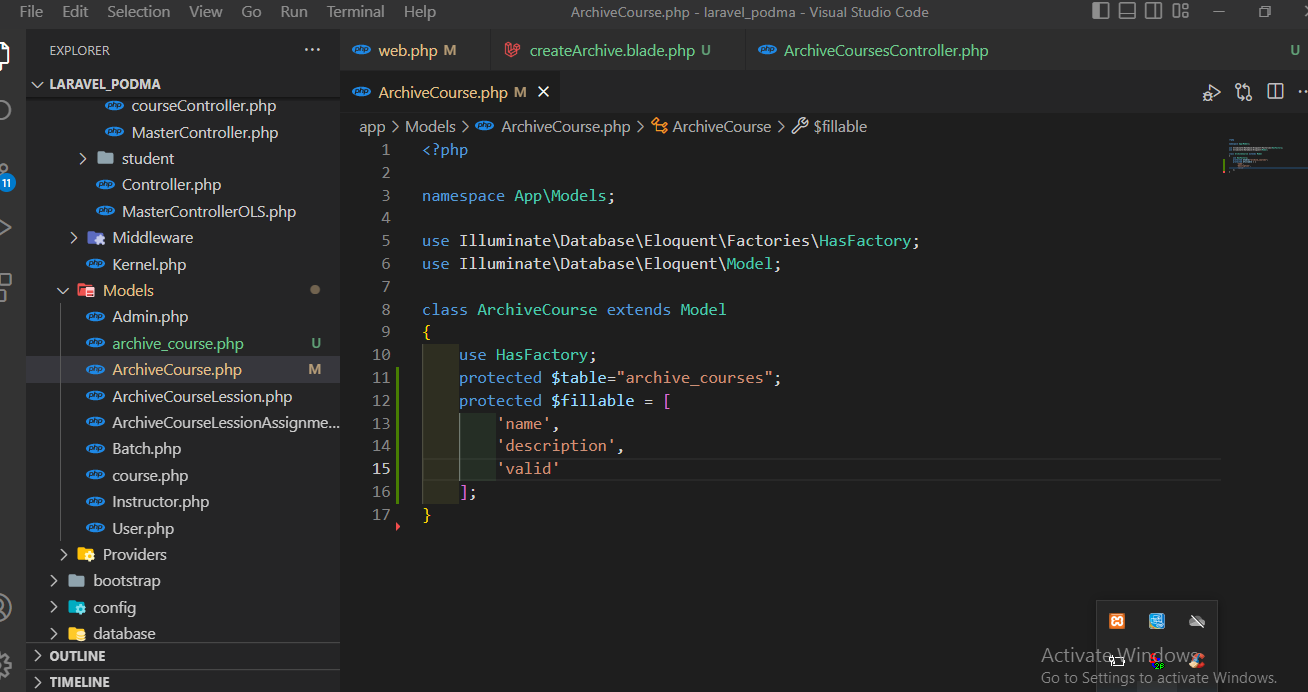 File Edit Selection View Go Run Terminal Help
ArchiveCourse.php - laravel_podma - Visual Studio Code
EXPLORER
LARAVEL_PODMA
courseController.php
MasterController.php
student
Controller.php
MasterControllerOLS.php
Middleware
Kernel.php
Models
Admin.php
archive_course.php U
ArchiveCourse.php M
ArchiveCourseLession.php
ArchiveCourseLessionAssignme...
Batch.php
course.php
Instructor.php
User.php
Providers
bootstrap
config
database
OUTLINE
TIMELINE
11
web.php M
createArchive.blade.php U
ArchiveCoursesController.php U
ArchiveCourse.php M
app > Models > ArchiveCourse.php > ArchiveCourse > $fillable
1 <?php
2
3 namespace App\Models;
4
5 use Illuminate\Database\Eloquent\Factories\HasFactory;
6 use Illuminate\Database\Eloquent\Model;
7
8 class ArchiveCourse extends Model
9 {
10 use HasFactory;
11 protected $table="archive_courses";
12 protected $fillable = [
13 'name',
14 'description',
15 'valid'
16 ];
17 }
Activate Windows
Go to Settings to activate Windows.